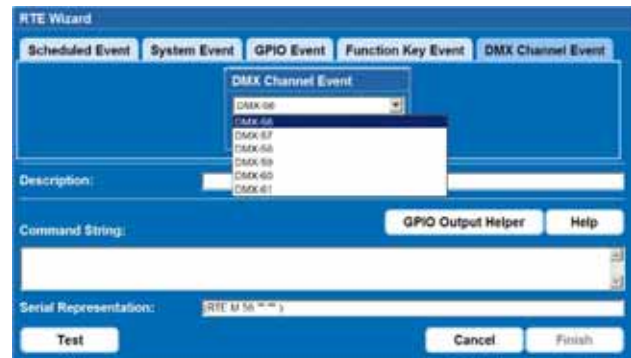 RTE Wizard
Scheduled Event System Event GPIO Event Function Key Event DMX Channel Event
DMX Channel Event
DMX-56
DMX-56
DMX-57
DMX-58
DMX-59
DMX-60
DMX-61
Description:
GPIO Output Helper Help
Command String:
Serial Representation: (RTE M 56 "" "" )
Test Cancel Finish